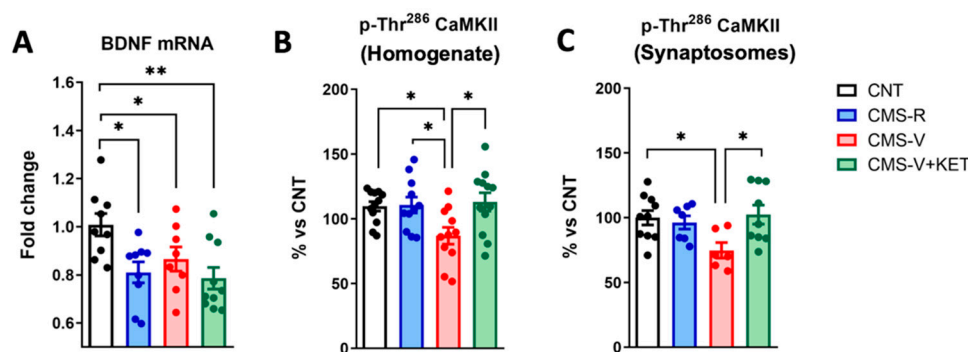 A
BDNF mRNA
Fold change
1.6
1.4
1.2
1.0
0.8
0.6
**
*
*
B
p-Thr286 CaMKII
(Homogenate)
% vs CNT
200
150
100
50
0
*
*
*
C
p-Thr286 CaMKII
(Synaptosomes)
% vs CNT
200
150
100
50
0
*
*
CNT
CMS-R
CMS-V
CMS-V+KET